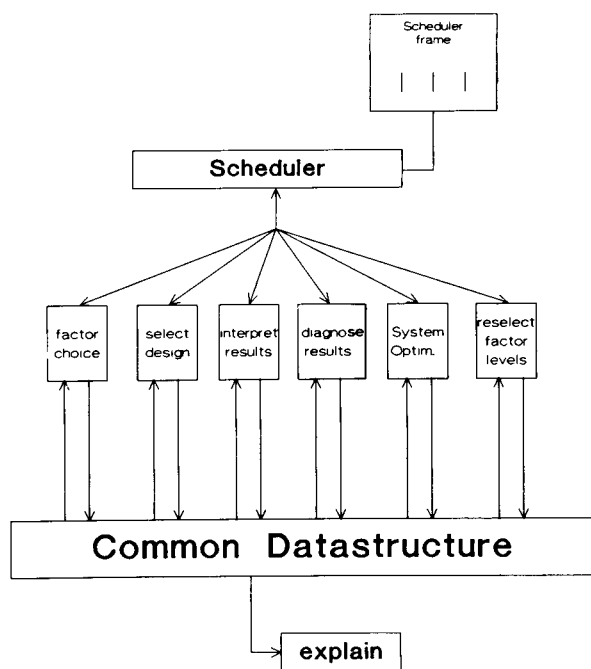 Scheduler
frame
Scheduler
factor
choice
select
design
interpret
results
diagnose
results
System
Optim.
reselect
factor
levels
Common Datastructure
explain